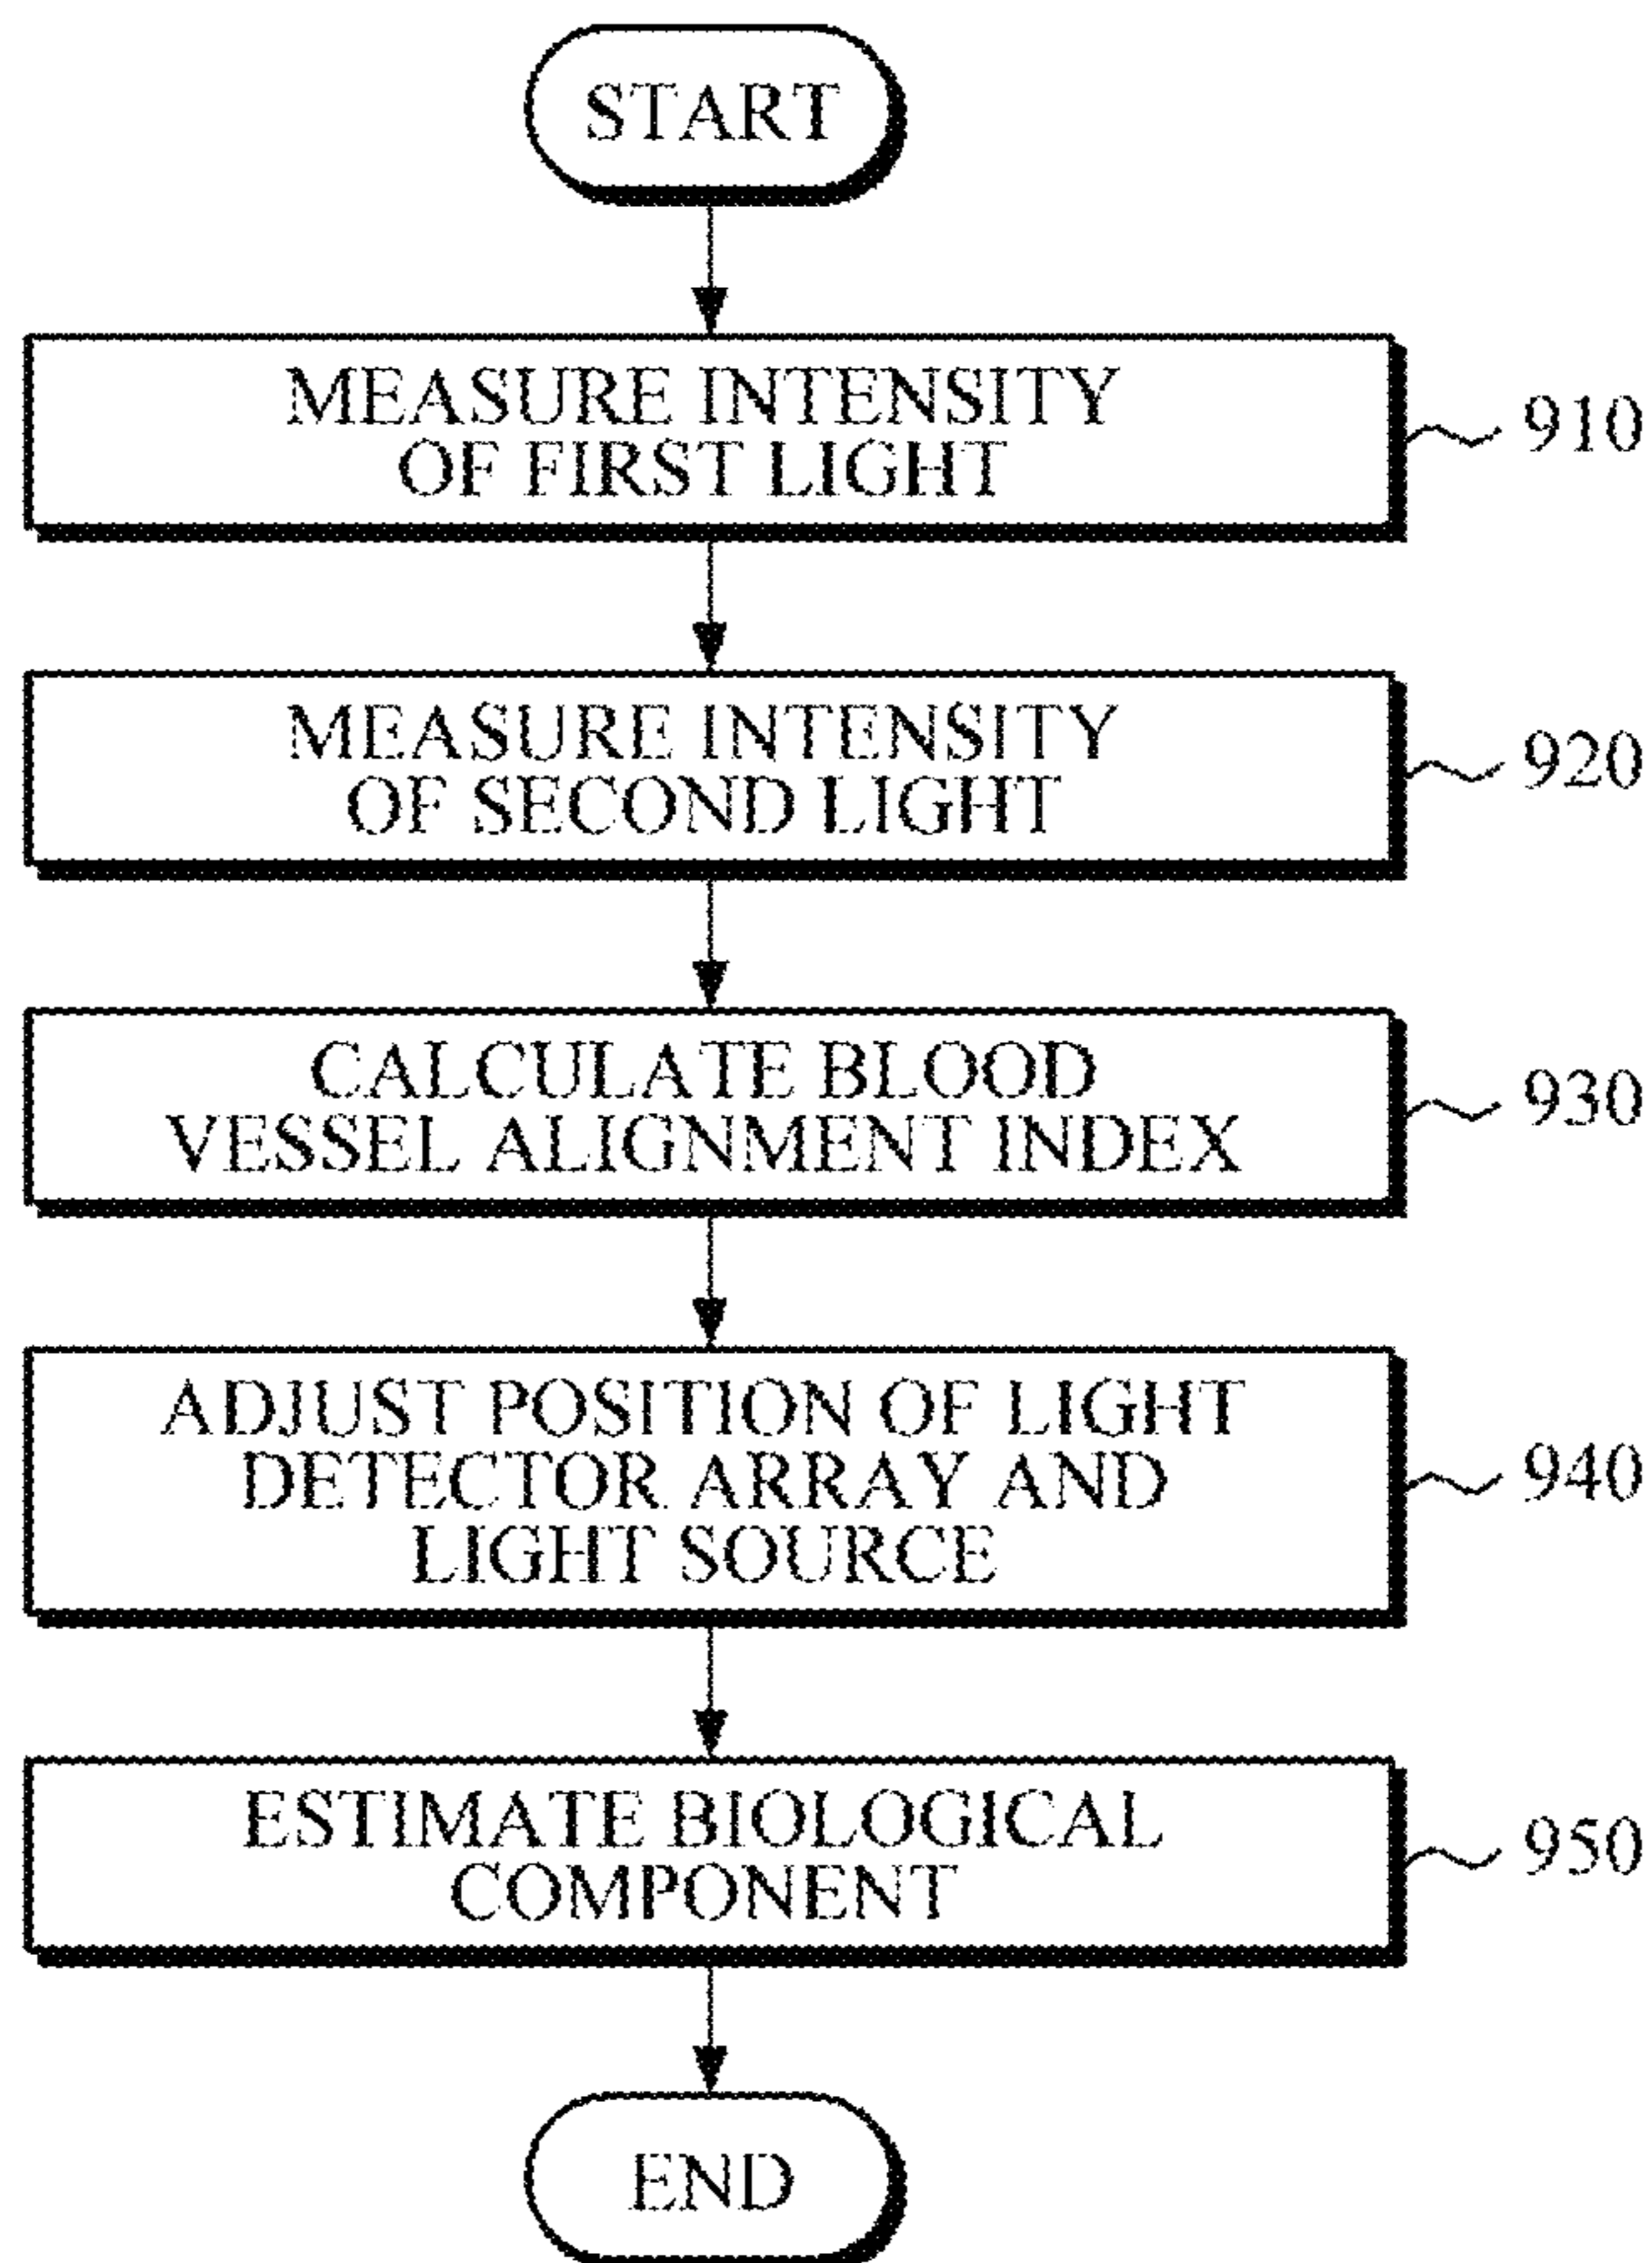 START
MEASURE INTENSITY
OF FIRST LIGHT
910
MEASURE INTENSITY
OF SECOND LIGHT
920
CALCULATE BLOOD
VESSEL ALIGNMENT INDEX
930
ADJUST POSITION OF LIGHT
DETECTOR ARRAY AND
LIGHT SOURCE
940
ESTIMATE BIOLOGICAL
COMPONENT
950
END